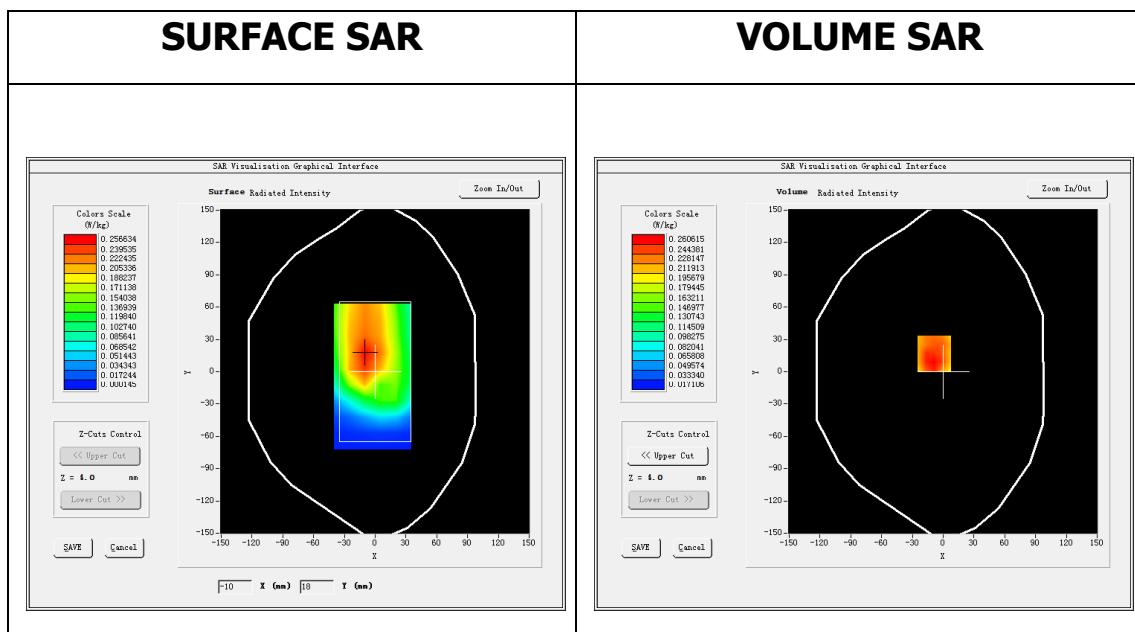 SURFACE SAR
VOLUME SAR
SAR Visualisation Graphical Interface
Surface Radiated Intensity
Zoom In/Out
Colors Scale
(W/kg)
0.256634
0.239535
0.222435
0.205336
0.188237
0.171138
0.154038
0.136939
0.119840
0.102740
0.085641
0.068542
0.051443
0.034343
0.017244
0.000145
Z-Cuts Control
<< Upper Cut
Z = 4.0 mm
Lower Cut >>
SAVE
Cancel
150
120
90
60
30
0
-30
-60
-90
-120
-150
Y
-150 -120 -90 -60 -30 0 30 60 90 120 150
X
-10 X (mm) 18 Y (mm)
SAR Visualisation Graphical Interface
Volume Radiated Intensity
Zoom In/Out
Colors Scale
(W/kg)
0.260615
0.244381
0.228147
0.211913
0.195679
0.179445
0.163211
0.146977
0.130743
0.114509
0.098275
0.082041
0.065808
0.049574
0.033340
0.017106
Z-Cuts Control
<< Upper Cut
Z = 4.0 mm
Lower Cut >>
SAVE
Cancel
150
120
90
60
30
0
-30
-60
-90
-120
-150
Y
-150 -120 -90 -60 -30 0 30 60 90 120 150
X